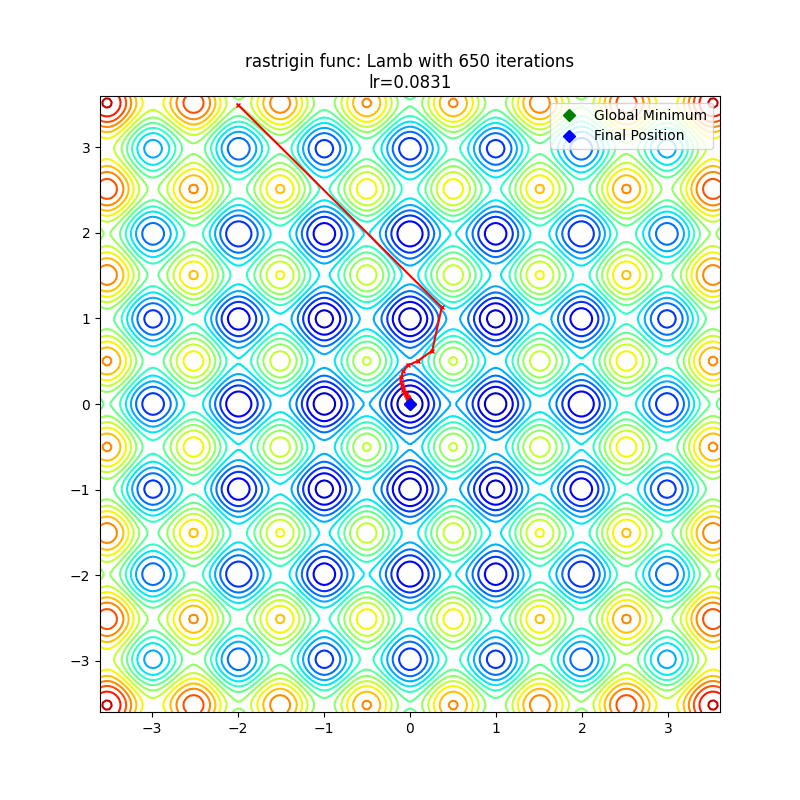 rastrigin func: Lamb with 650 iterations
lr=0.0831
Global Minimum
Final Position
3
2
1
0
−1
−2
−3
−3 −2 −1 0 1 2 3